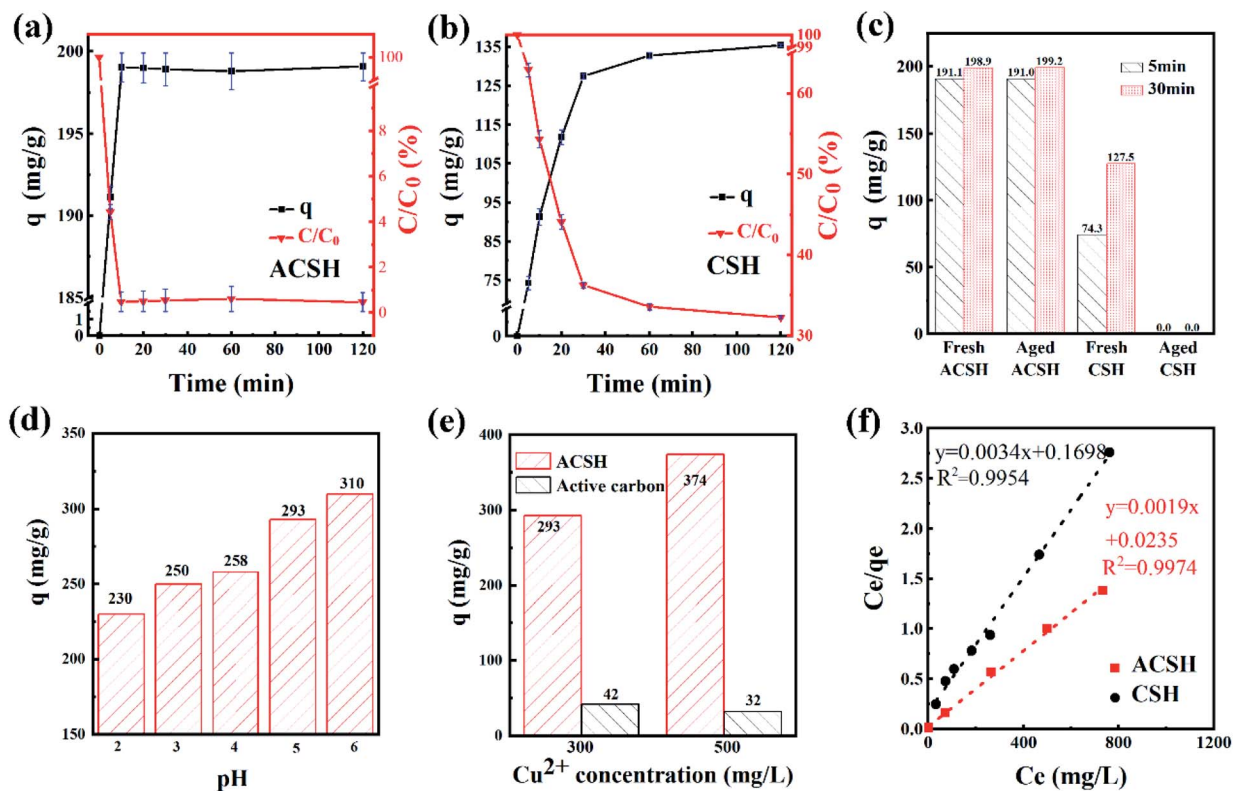 (a)
200
195
190
185
1
0
q (mg/g)
100
8
6
4
2
0
C/C0 (%)
q
C/C0
ACSH
0 20 40 60 80 100 120
Time (min)
(b)
135
125
115
105
95
85
75
0
q (mg/g)
100
99
60
50
40
30
C/C0 (%)
q
C/C0
CSH
0 20 40 60 80 100 120
Time (min)
(c)
200
150
100
50
0
q (mg/g)
5min
30min
191.1 198.9 191.0 199.2 74.3 127.5 0.0 0.0
Fresh Aged Fresh Aged
ACSH ACSH CSH CSH
(d)
350
300
250
200
150
q (mg/g)
230 250 258 293 310
2 3 4 5 6
pH
(e)
400
300
200
100
0
q (mg/g)
ACSH
Active carbon
293 42 374 32
300 500
Cu2+ concentration (mg/L)
(f)
3.0
2.5
2.0
1.5
1.0
0.5
0.0
Ce/qe
y=0.0034x+0.1698
R2=0.9954
y=0.0019x
+0.0235
R2=0.9974
ACSH
CSH
0 400 800 1200
Ce (mg/L)